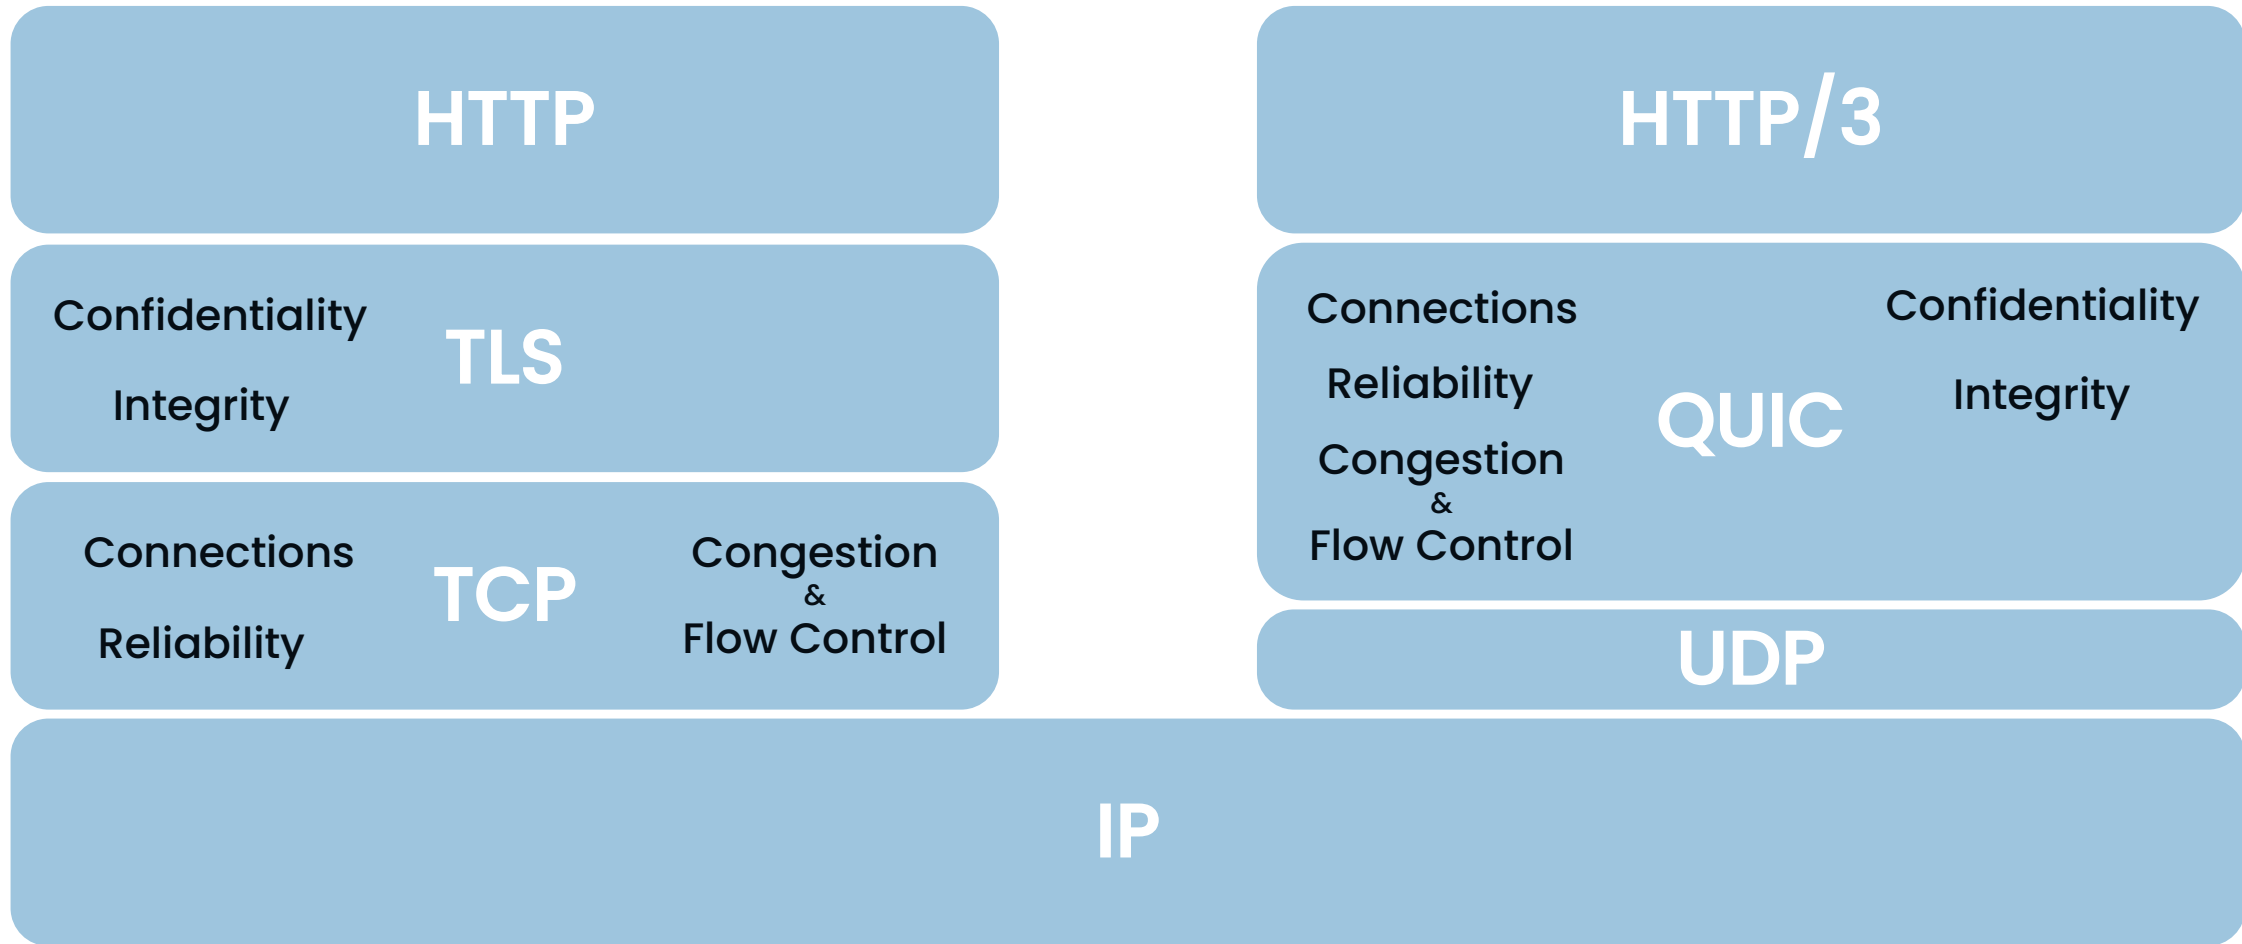 HTTP
Confidentiality
Integrity
TLS
Connections
Reliability
TCP
Congestion
&
Flow Control
HTTP/3
Connections
Reliability
Congestion
&
Flow Control
QUIC
Confidentiality
Integrity
UDP
IP